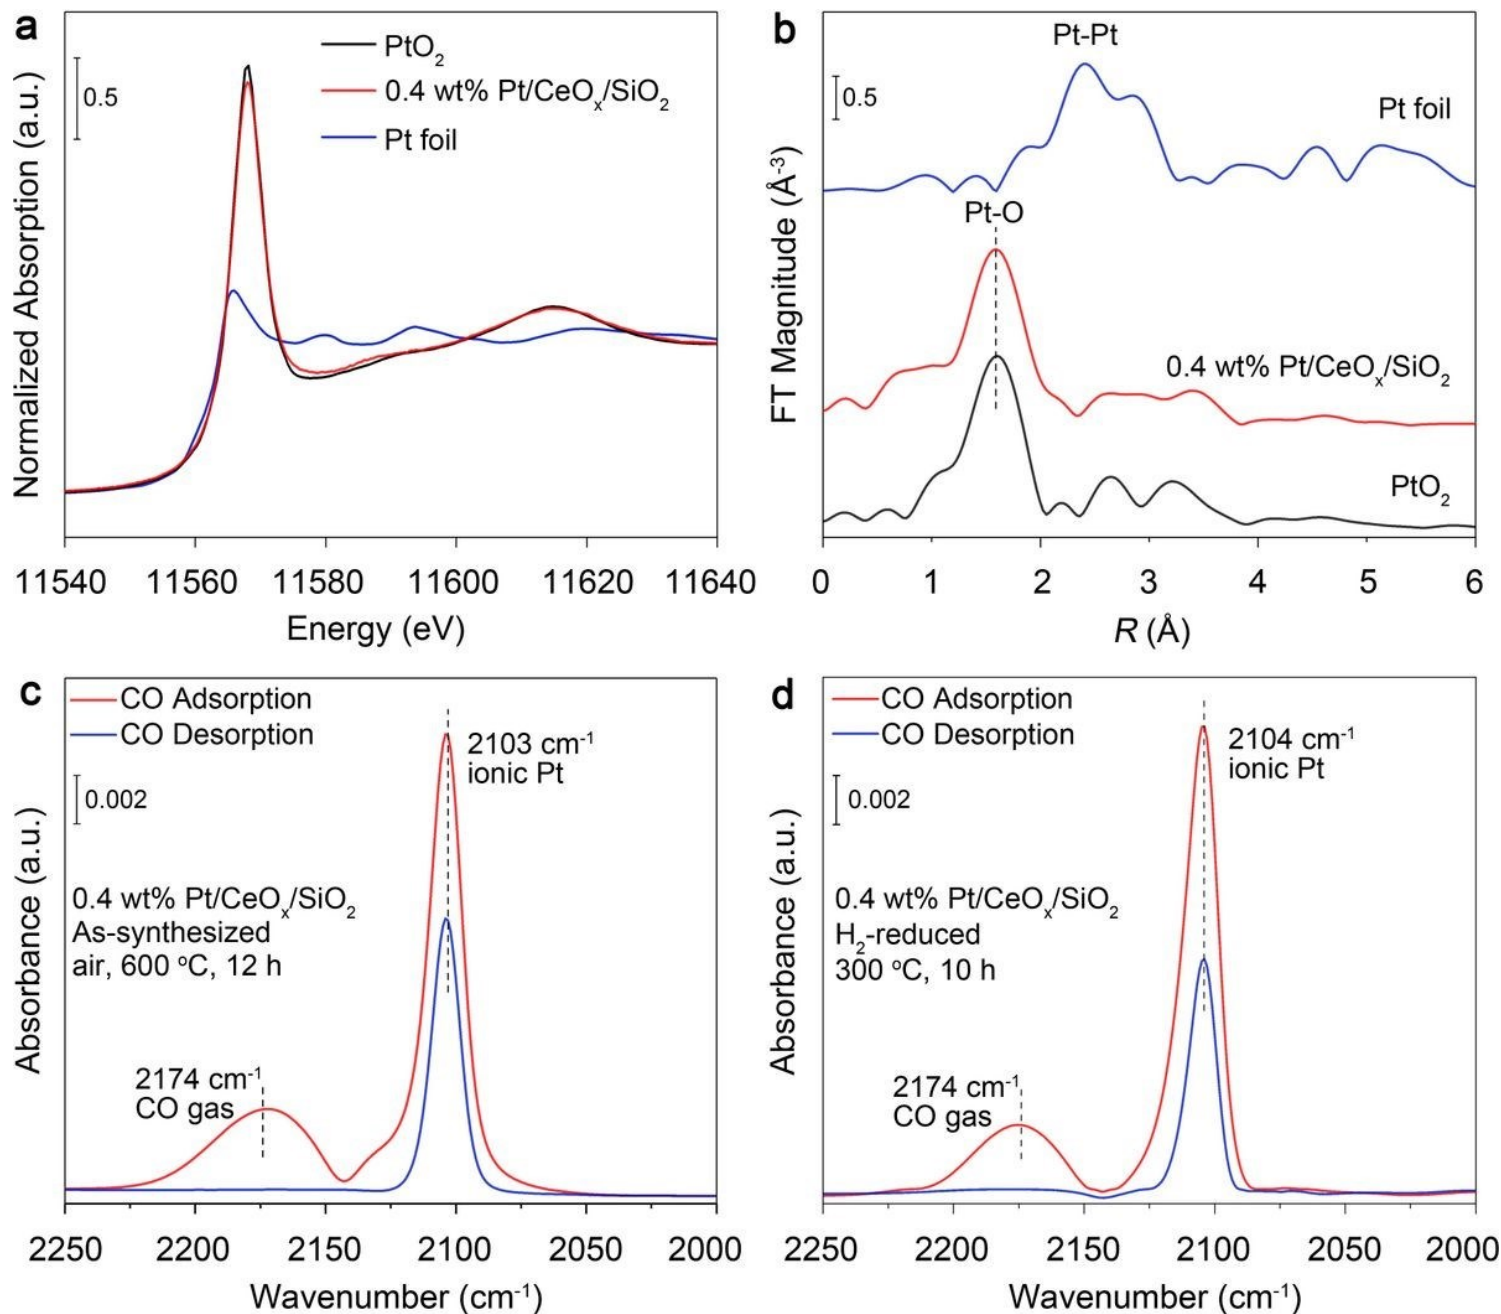 a
PtO₂
0.4 wt% Pt/CeOₓ/SiO₂
Pt foil
0.5
Normalized Absorption (a.u.)
11540 11560 11580 11600 11620 11640
Energy (eV)
b
Pt-Pt
0.5
Pt foil
Pt-O
0.4 wt% Pt/CeOₓ/SiO₂
PtO₂
FT Magnitude (Å⁻³)
0 1 2 3 4 5 6
R (Å)
c
CO Adsorption
CO Desorption
2103 cm⁻¹
ionic Pt
0.002
0.4 wt% Pt/CeOₓ/SiO₂
As-synthesized
air, 600 ºC, 12 h
2174 cm⁻¹
CO gas
Absorbance (a.u.)
2250 2200 2150 2100 2050 2000
Wavenumber (cm⁻¹)
d
CO Adsorption
CO Desorption
2104 cm⁻¹
ionic Pt
0.002
0.4 wt% Pt/CeOₓ/SiO₂
H₂-reduced
300 ºC, 10 h
2174 cm⁻¹
CO gas
Absorbance (a.u.)
2250 2200 2150 2100 2050 2000
Wavenumber (cm⁻¹)